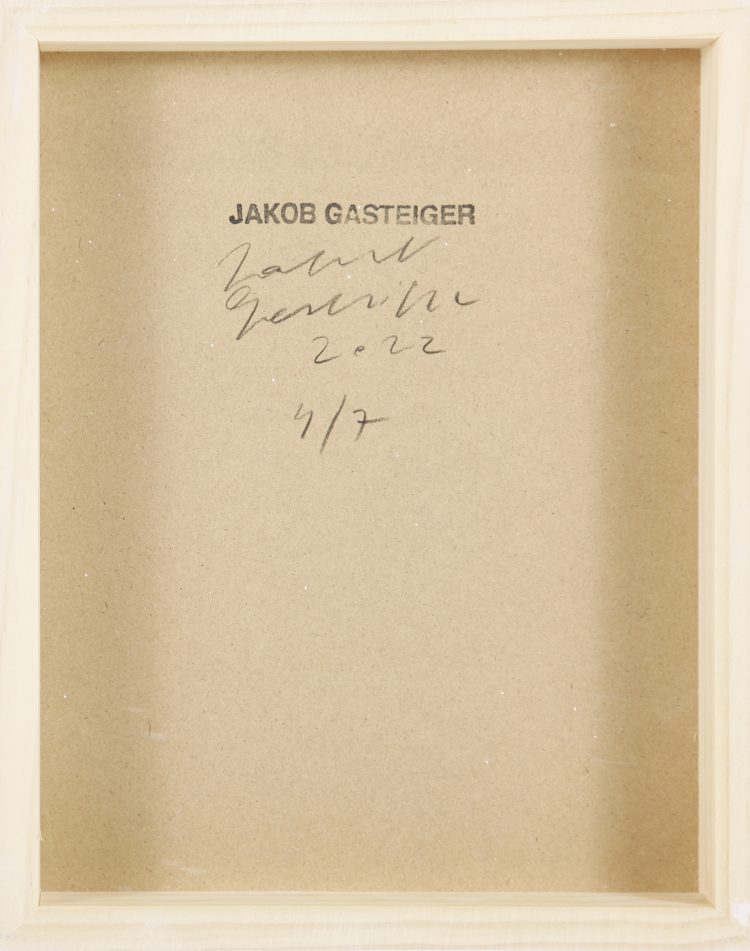 JAKOB GASTEIGER
Jakob
Gasteiger
2022
4/7